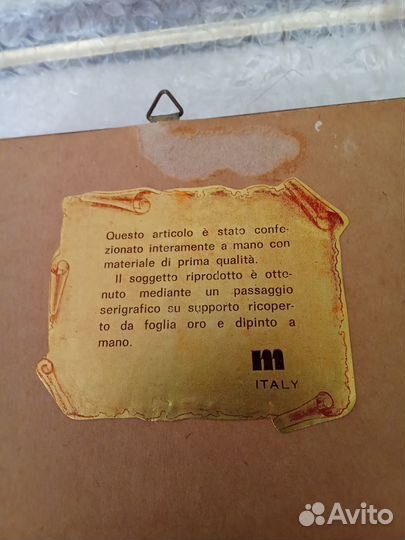 Questo articolo è stato confe-
zionato interamente a mano con
materiale di prima qualità.
Il soggetto riprodotto è otte-
nuto mediante un passaggio
serigrafico su supporto ricoper-
to da foglia oro e dipinto a
mano.
m
ITALY
Avito